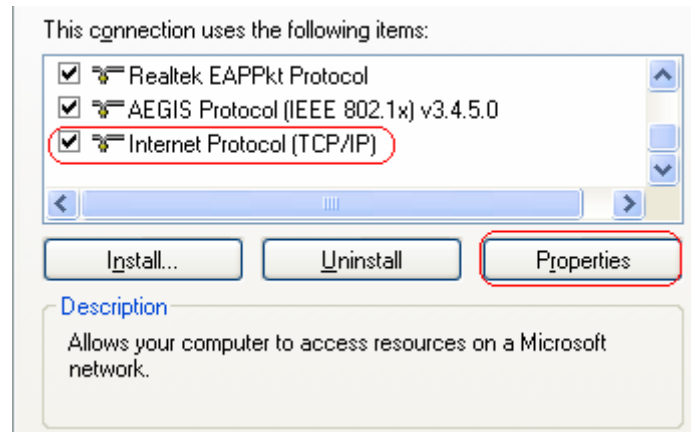 This connection uses the following items:
Realtek EAPPkt Protocol
AEGIS Protocol (IEEE 802.1x) v3.4.5.0
Internet Protocol (TCP/IP)
Install...
Uninstall
Properties
Description
Allows your computer to access resources on a Microsoft
network.